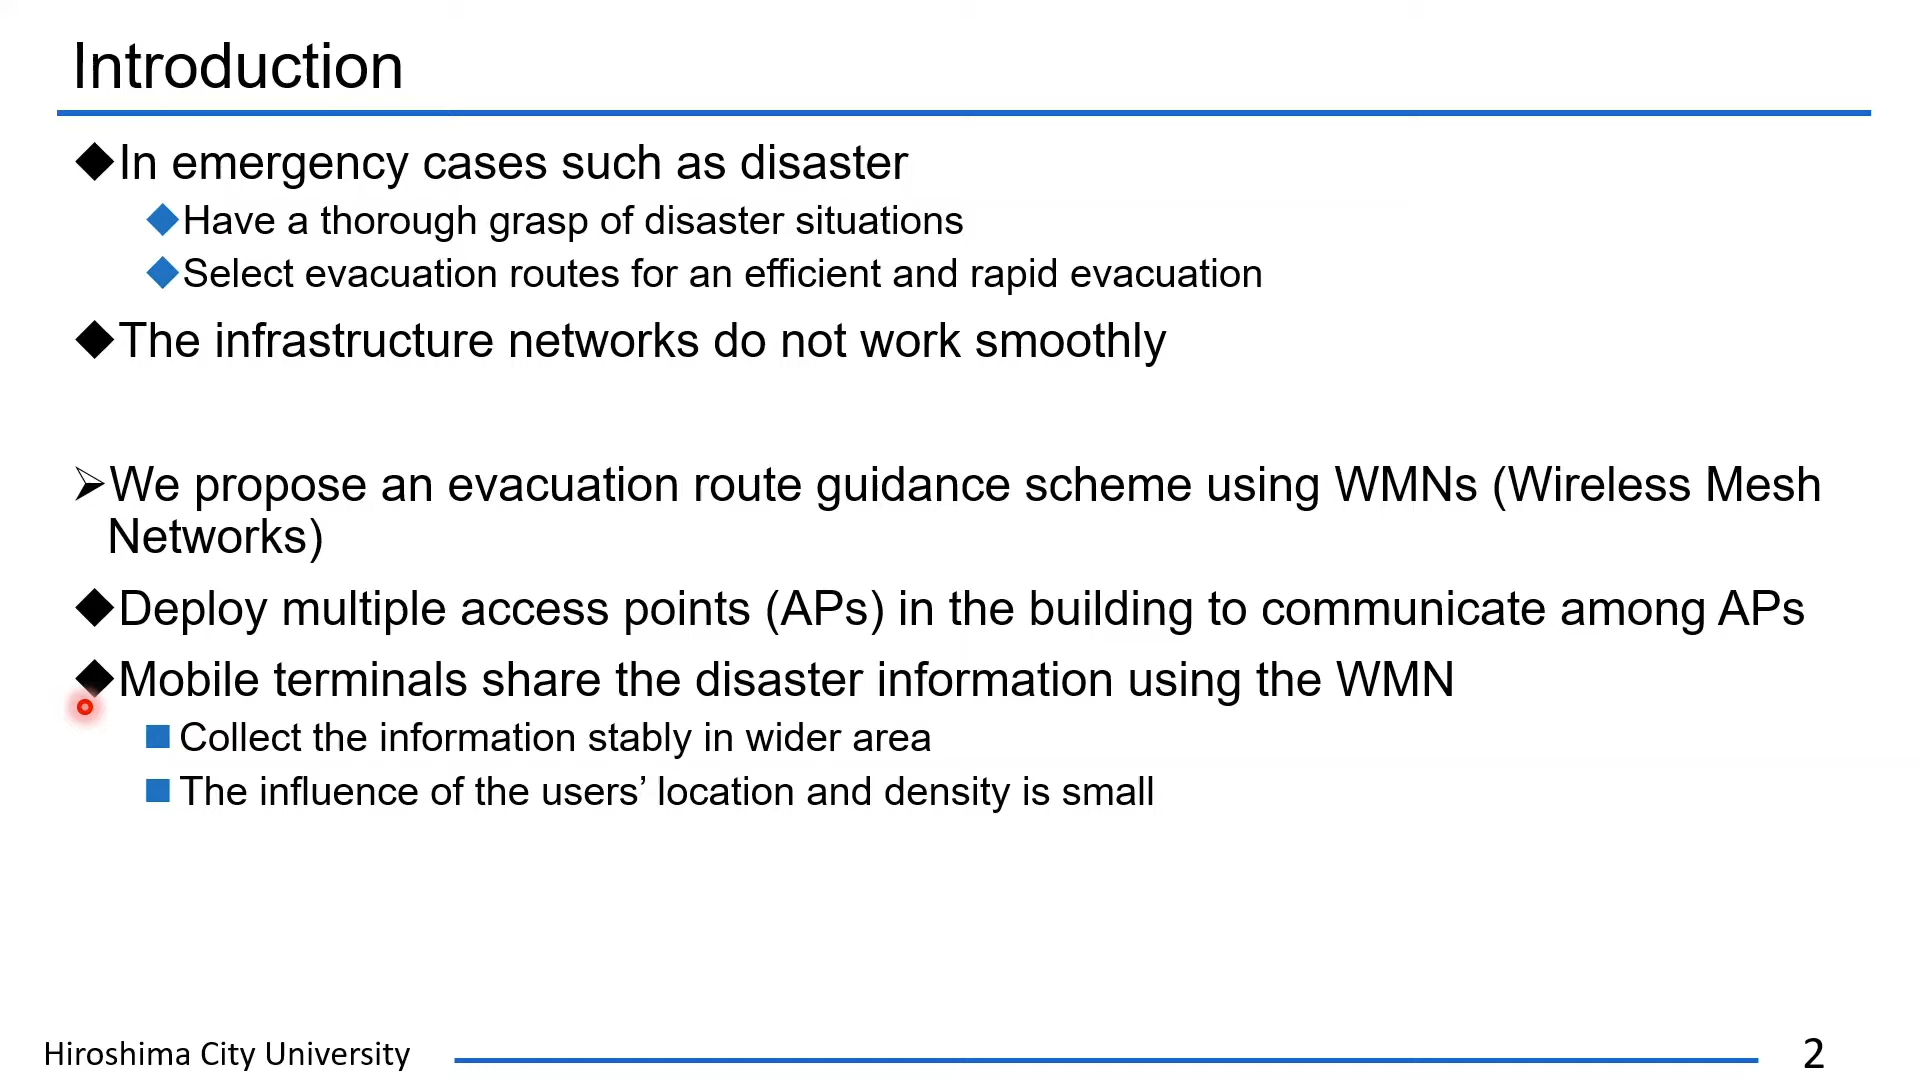 Introduction
◆In emergency cases such as disaster
◆Have a thorough grasp of disaster situations
◆Select evacuation routes for an efficient and rapid evacuation
◆The infrastructure networks do not work smoothly
➢We propose an evacuation route guidance scheme using WMNs (Wireless Mesh
Networks)
◆Deploy multiple access points (APs) in the building to communicate among APs
◆Mobile terminals share the disaster information using the WMN
■ Collect the information stably in wider area
■ The influence of the users’ location and density is small
Hiroshima City University
2